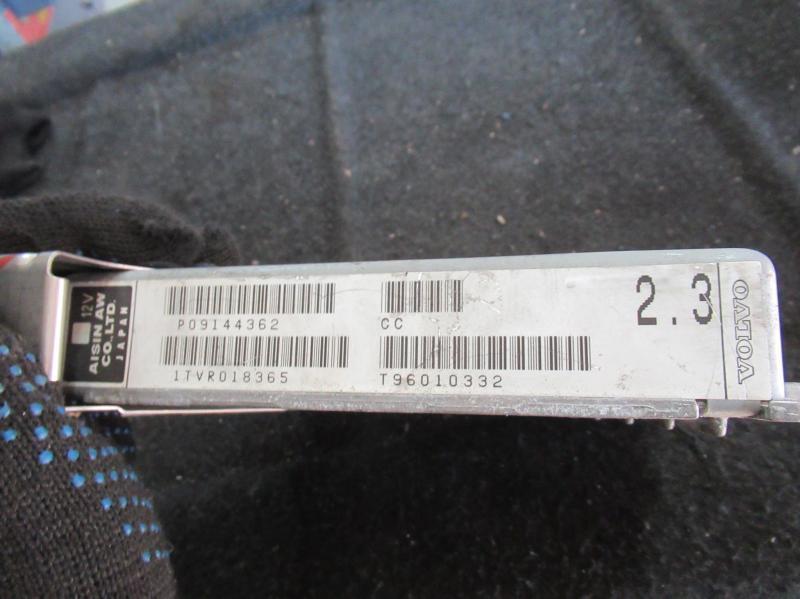 12V
AISIN AW
CO., LTD.
JAPAN
P09144362
CC
1TVR018365
T96010332
2.3
VOLVO